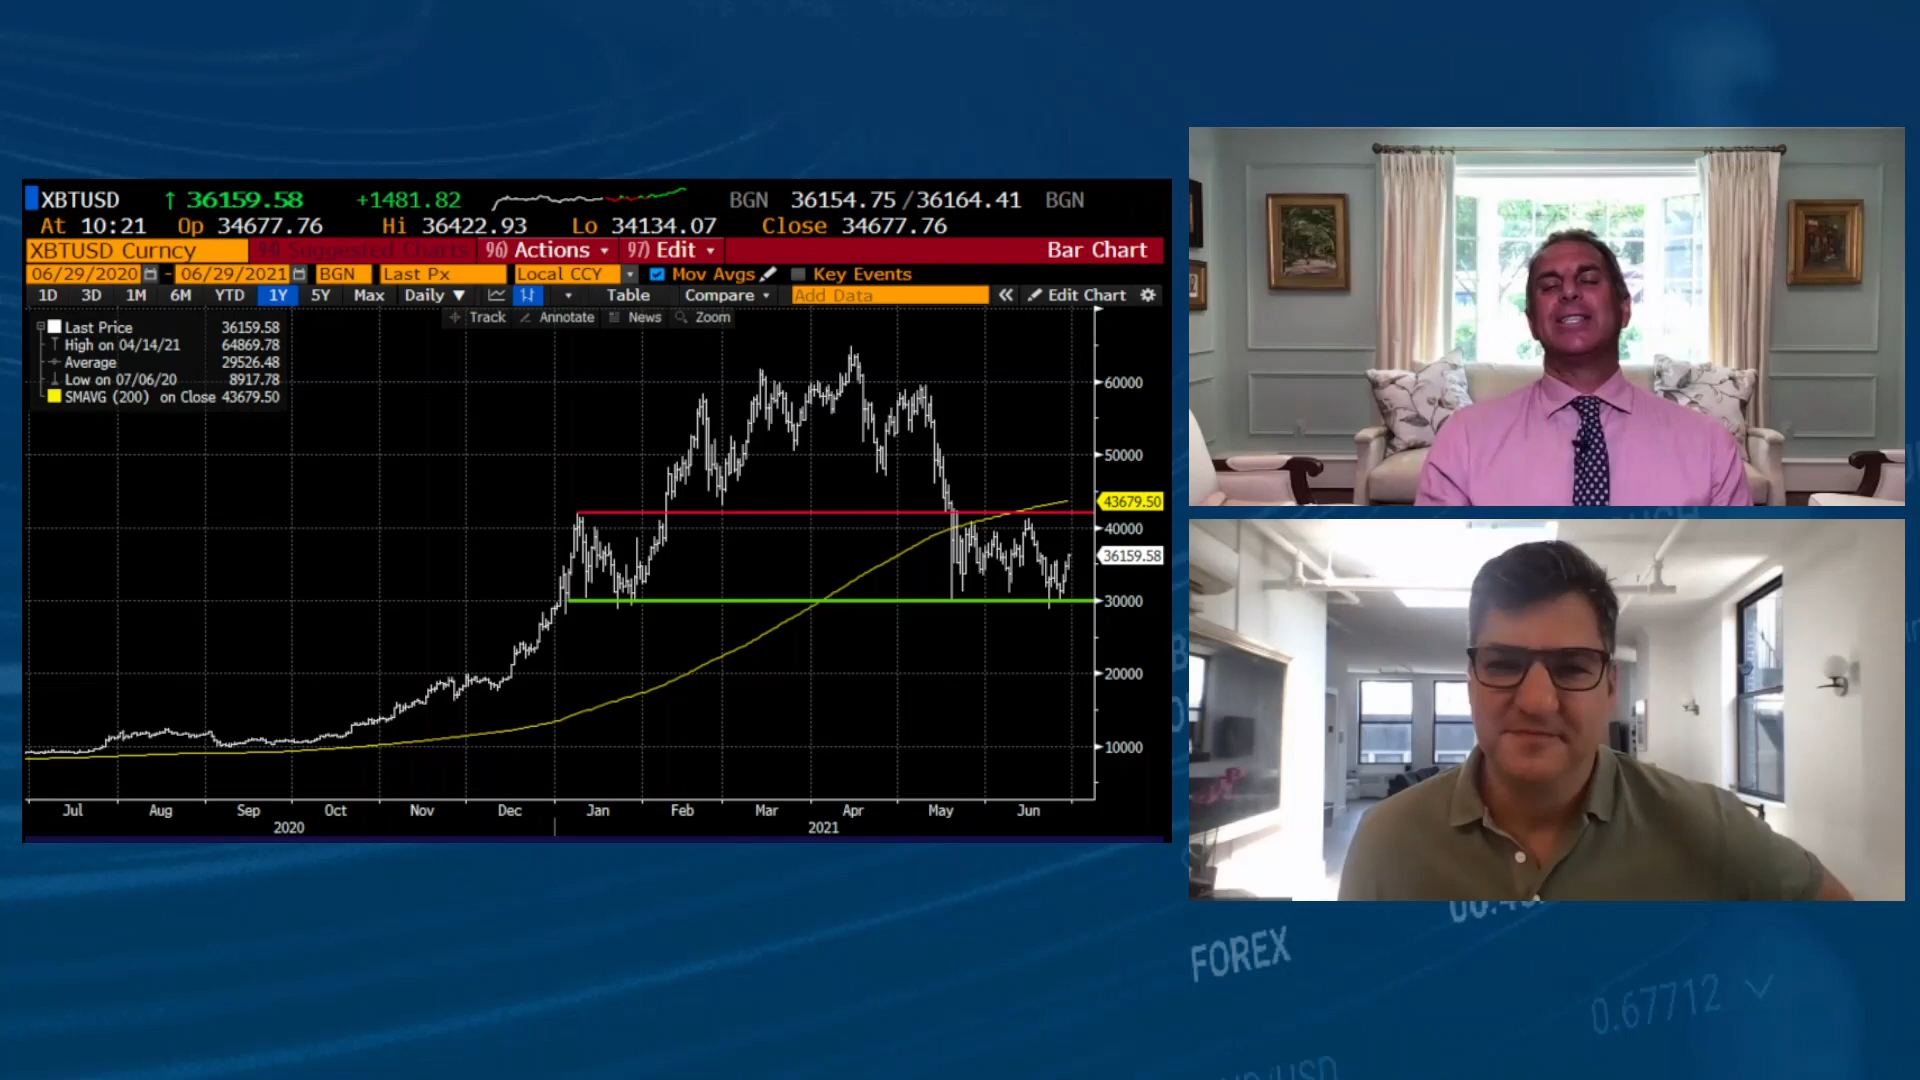 XBTUSD ↑ 36159.58 +1481.82 BGN 36154.75 / 36164.41 BGN
At 10:21 Op 34677.76 Hi 36422.93 Lo 34134.07 Close 34677.76
XBTUSD Curncy 94) Suggested Charts 96) Actions 97) Edit Bar Chart
06/29/2020 - 06/29/2021 BGN Last Px Local CCY Mov Avgs Key Events
1D 3D 1M 6M YTD 1Y 5Y Max Daily ▼ Table Compare Add Data « Edit Chart
Track Annotate News Zoom
Last Price 36159.58
High on 04/14/21 64869.78
Average 29526.48
Low on 07/06/20 8917.78
SMAVG (200) on Close 43679.50
60000
50000
43679.50
40000
36159.58
30000
20000
10000
Jul Aug Sep Oct Nov Dec Jan Feb Mar Apr May Jun
2020 2021
FOREX
0.67712